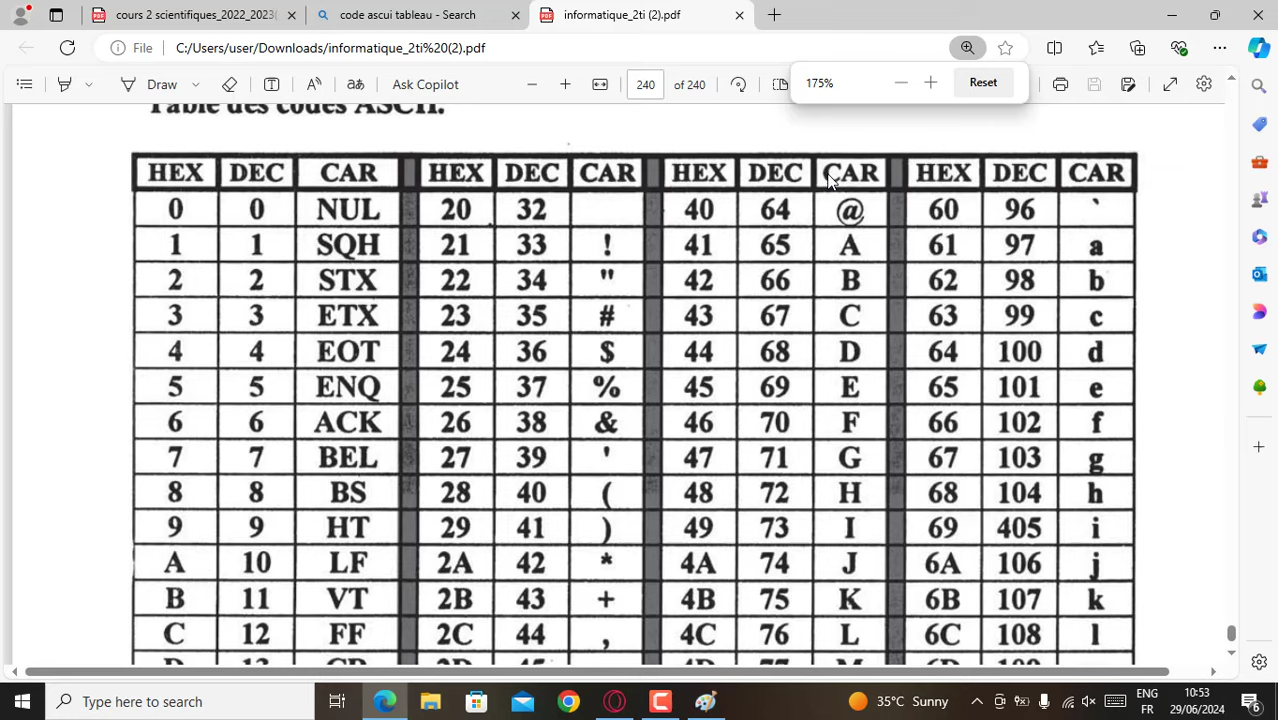 cours 2 scientifiques_2022_2023(
code ascui tableau - Search
informatique_2ti (2).pdf
File
C:/Users/user/Downloads/informatique_2ti%20(2).pdf
Draw
Ask Copilot
240 of 240
175%
Reset
Table des codes ASCII.
HEX DEC CAR HEX DEC CAR HEX DEC CAR HEX DEC CAR
0 0 NUL 20 32 40 64 @ 60 96 `
1 1 SQH 21 33 ! 41 65 A 61 97 a
2 2 STX 22 34 " 42 66 B 62 98 b
3 3 ETX 23 35 # 43 67 C 63 99 c
4 4 EOT 24 36 $ 44 68 D 64 100 d
5 5 ENQ 25 37 % 45 69 E 65 101 e
6 6 ACK 26 38 & 46 70 F 66 102 f
7 7 BEL 27 39 ' 47 71 G 67 103 g
8 8 BS 28 40 ( 48 72 H 68 104 h
9 9 HT 29 41 ) 49 73 I 69 405 i
A 10 LF 2A 42 * 4A 74 J 6A 106 j
B 11 VT 2B 43 + 4B 75 K 6B 107 k
C 12 FF 2C 44 , 4C 76 L 6C 108 l
Type here to search
35°C Sunny
ENG
FR
10:53
29/06/2024
6